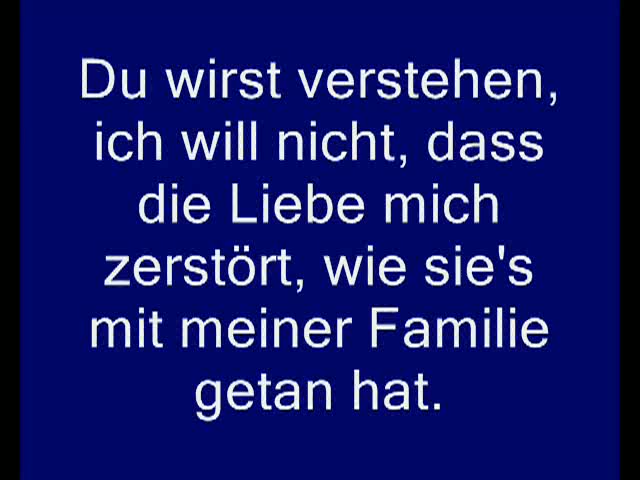 Du wirst verstehen,
ich will nicht, dass
die Liebe mich
zerstört, wie sie's
mit meiner Familie
getan hat.